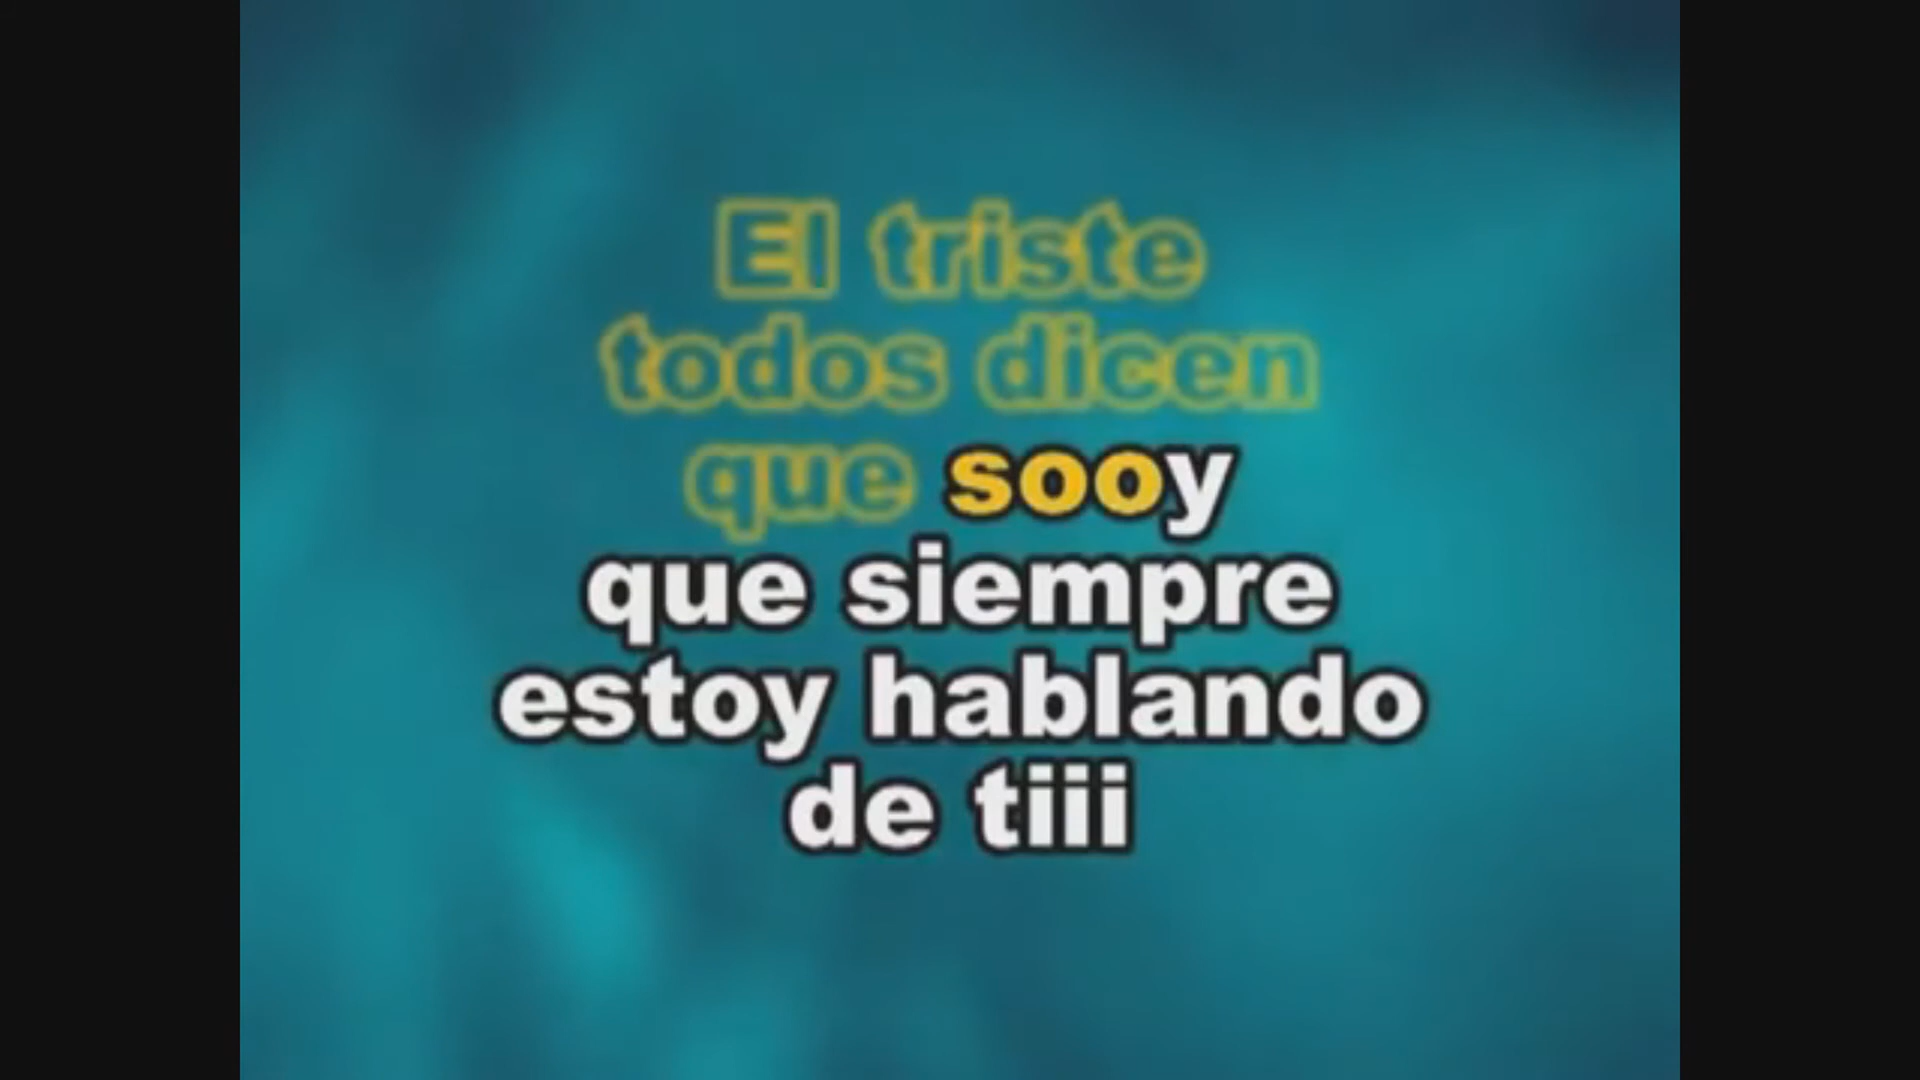 El triste
todos dicen
que sooy
que siempre
estoy hablando
de tiii